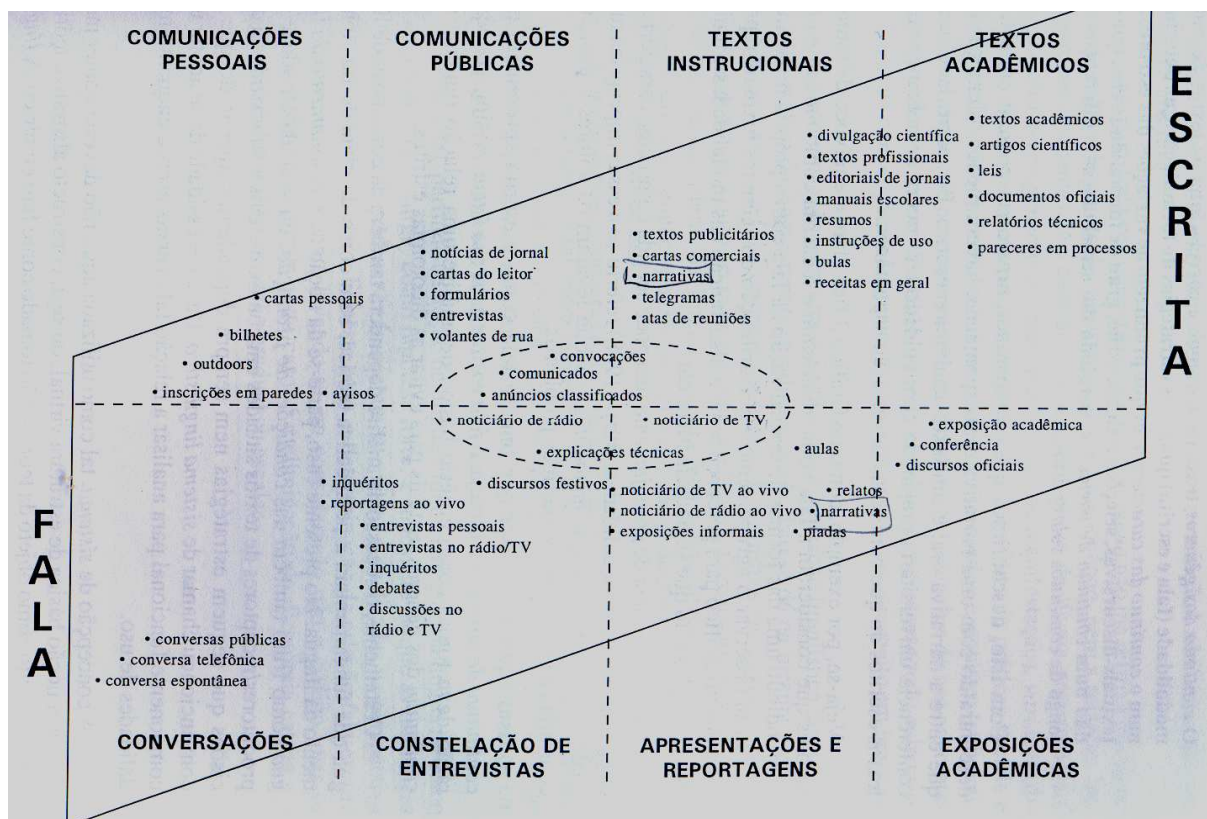 COMUNICAÇÕES
PESSOAIS
COMUNICAÇÕES
PÚBLICAS
TEXTOS
INSTRUCIONAIS
TEXTOS
ACADÊMICOS
ESCRITA
• textos acadêmicos
• artigos científicos
• leis
• documentos oficiais
• relatórios técnicos
• pareceres em processos
• divulgação científica
• textos profissionais
• editoriais de jornais
• manuais escolares
• resumos
• instruções de uso
• bulas
• receitas em geral
• textos publicitários
• cartas comerciais
• narrativas
• telegramas
• atas de reuniões
• notícias de jornal
• cartas do leitor
• formulários
• entrevistas
• volantes de rua
• cartas pessoais
• bilhetes
• outdoors
• inscrições em paredes
• avisos
• convocações
• comunicados
• anúncios classificados
• noticiário de rádio
• noticiário de TV
• explicações técnicas
• aulas
• exposição acadêmica
• conferência
• discursos oficiais
• inquéritos
• reportagens ao vivo
• entrevistas pessoais
• entrevistas no rádio/TV
• inquéritos
• debates
• discussões no
rádio e TV
• discursos festivos
• noticiário de TV ao vivo
• noticiário de rádio ao vivo
• exposições informais
• relatos
• narrativas
• piadas
• conversas públicas
• conversa telefônica
• conversa espontânea
FALA
CONVERSAÇÕES
CONSTELAÇÃO DE
ENTREVISTAS
APRESENTAÇÕES E
REPORTAGENS
EXPOSIÇÕES
ACADÊMICAS